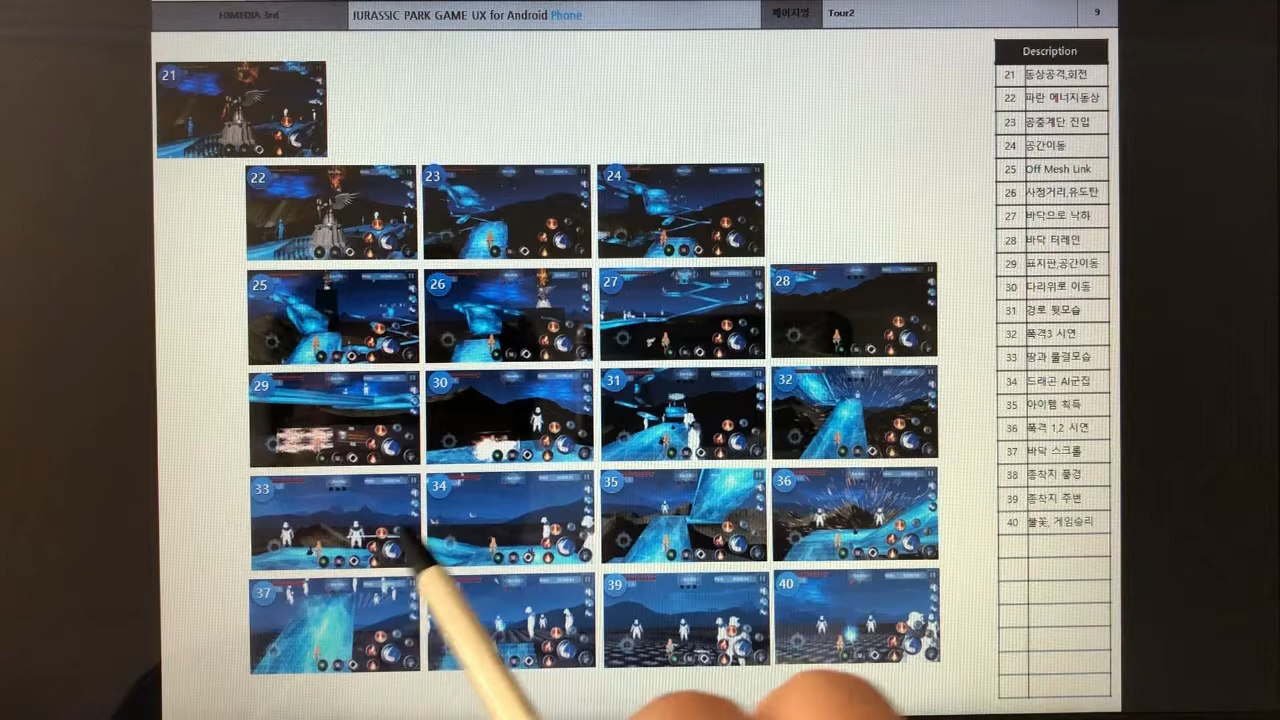 HIMEDIA 3rd
JURASSIC PARK GAME UX for Android Phone
페이지명
Tour2
9
Description
21 동상공격,회전
22 파란 에너지동상
23 공중계단 진입
24 공간이동
25 Off Mesh Link
26 사정거리,유도탄
27 바닥으로 낙하
28 바닥 터레인
29 표지판,공간이동
30 다리위로 이동
31 경로 뒷모습
32 폭격3 시연
33 땅과 물결모습
34 드래곤 AI군집
35 아이템 획득
36 폭격 1,2 시연
37 바닥 스크롤
38 종착지 풍경
39 종착지 주변
40 불꽃, 게임승리
21
22
23
24
25
26
27
28
29
30
31
32
33
34
35
36
37
39
40